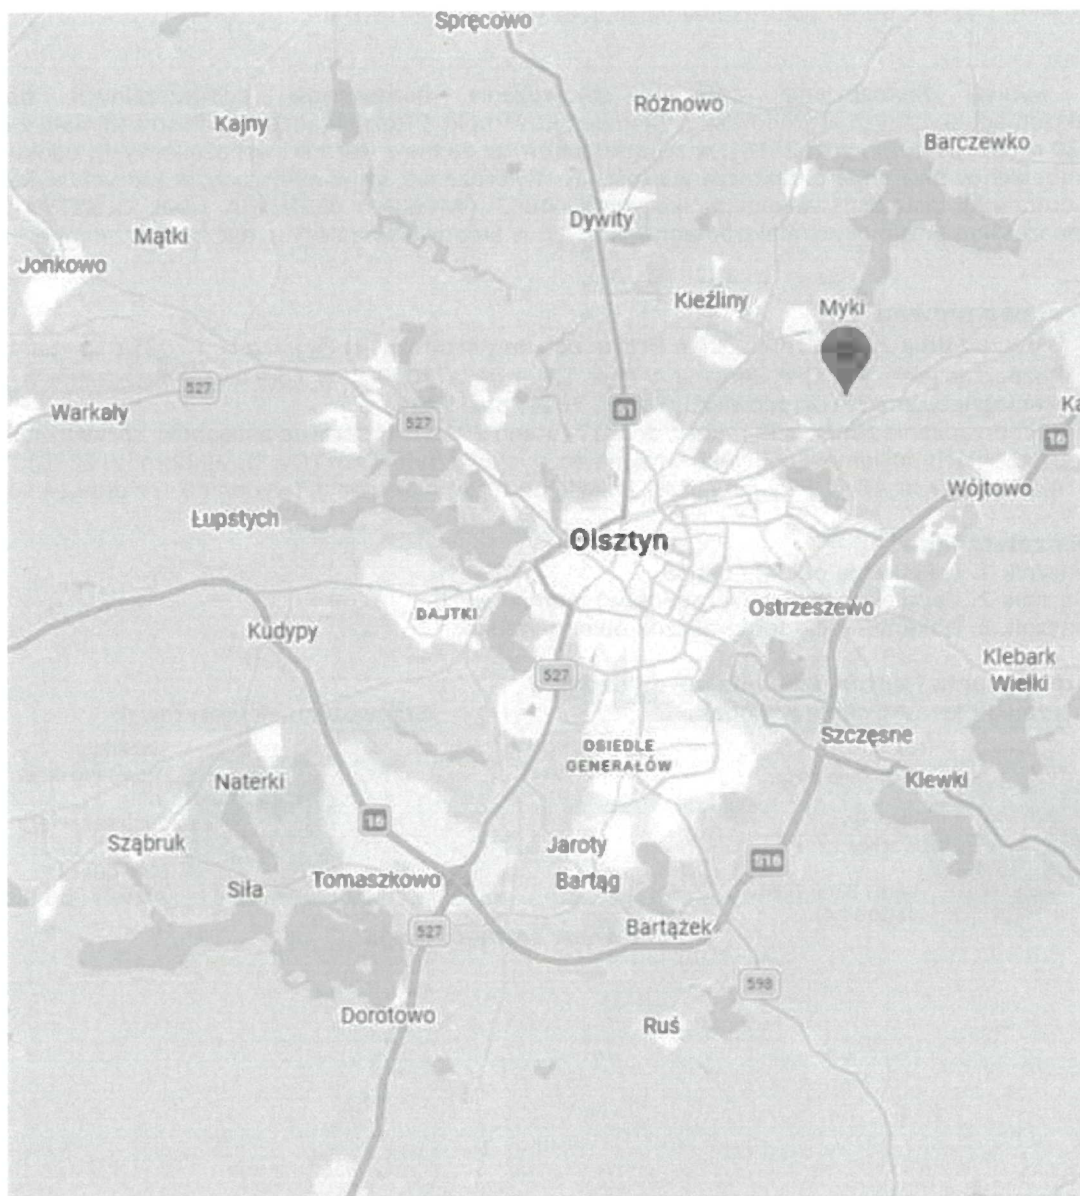 Spręcowo
Różnowo
Kajny
Barczewko
Dywity
Mątki
Jonkowo
Kieźliny
Myki
527
Warkały
527
51
Ka
16
Wójtowo
Łupstych
Olsztyn
DAJTKI
Ostrzeszewo
Kudypy
Klebark
Wielki
527
Szczęsne
OSIEDLE
GENERAŁÓW
Klewki
Naterki
16
Sząbruk
Jaroty
S16
Tomaszkowo
Bartąg
Siła
527
Bartążek
598
Dorotowo
Ruś